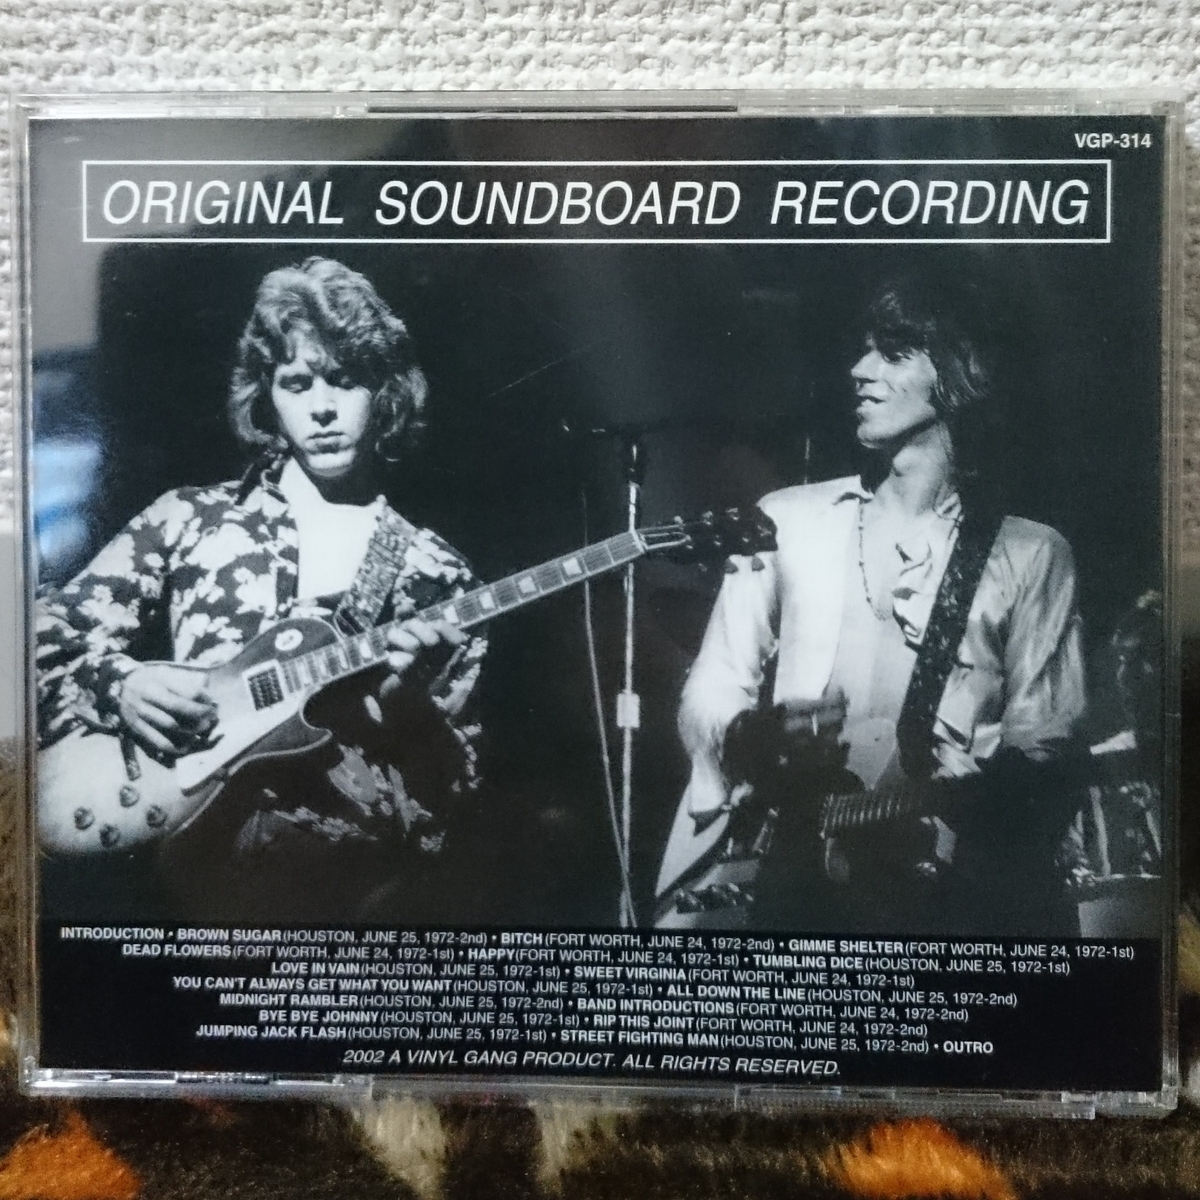 VGP-314
ORIGINAL SOUNDBOARD RECORDING
INTRODUCTION • BROWN SUGAR (HOUSTON, JUNE 25, 1972-2nd) • BITCH (FORT WORTH, JUNE 24, 1972-2nd) • GIMME SHELTER (FORT WORTH, JUNE 24, 1972-1st)
DEAD FLOWERS (FORT WORTH, JUNE 24, 1972-1st) • HAPPY (FORT WORTH, JUNE 24, 1972-1st) • TUMBLING DICE (HOUSTON, JUNE 25, 1972-1st)
LOVE IN VAIN (HOUSTON, JUNE 25, 1972-1st) • SWEET VIRGINIA (FORT WORTH, JUNE 24, 1972-1st)
YOU CAN'T ALWAYS GET WHAT YOU WANT (HOUSTON, JUNE 25, 1972-1st) • ALL DOWN THE LINE (HOUSTON, JUNE 25, 1972-2nd)
MIDNIGHT RAMBLER (HOUSTON, JUNE 25, 1972-2nd) • BAND INTRODUCTIONS (FORT WORTH, JUNE 24, 1972-2nd)
BYE BYE JOHNNY (HOUSTON, JUNE 25, 1972-1st) • RIP THIS JOINT (FORT WORTH, JUNE 24, 1972-2nd)
JUMPING JACK FLASH (HOUSTON, JUNE 25, 1972-1st) • STREET FIGHTING MAN (HOUSTON, JUNE 25, 1972-2nd) • OUTRO
2002 A VINYL GANG PRODUCT. ALL RIGHTS RESERVED.